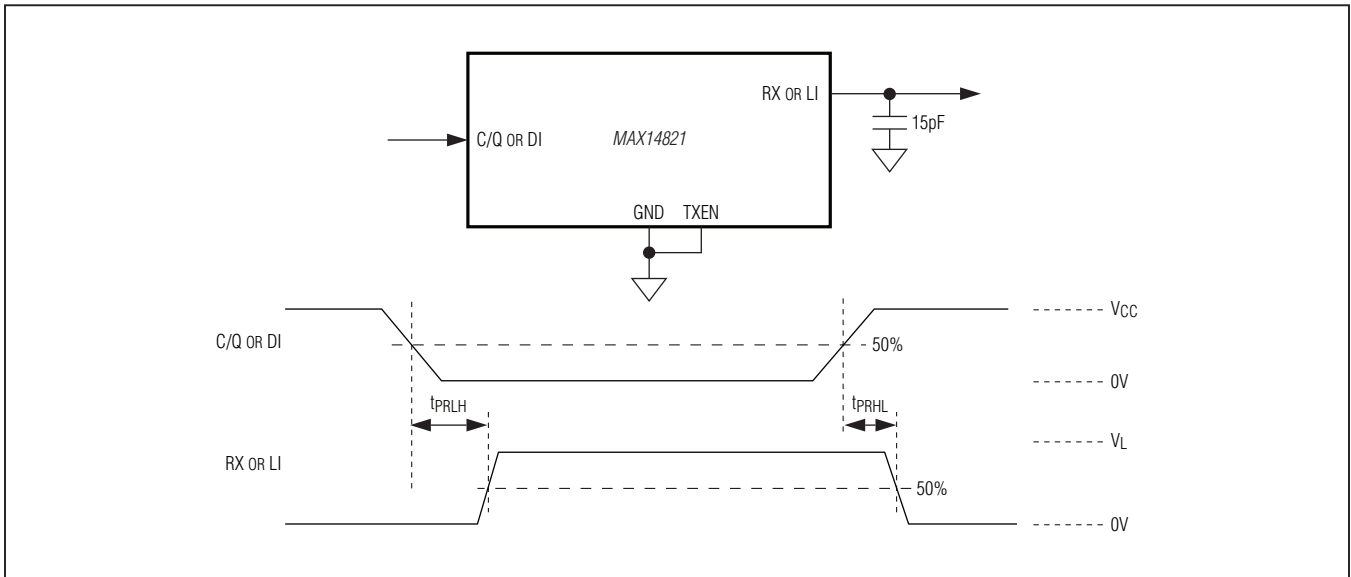 RX OR LI
15pF
C/Q OR DI
MAX14821
GND TXEN
VCC
C/Q OR DI
50%
0V
tPRLH
tPRHL
VL
RX OR LI
50%
0V